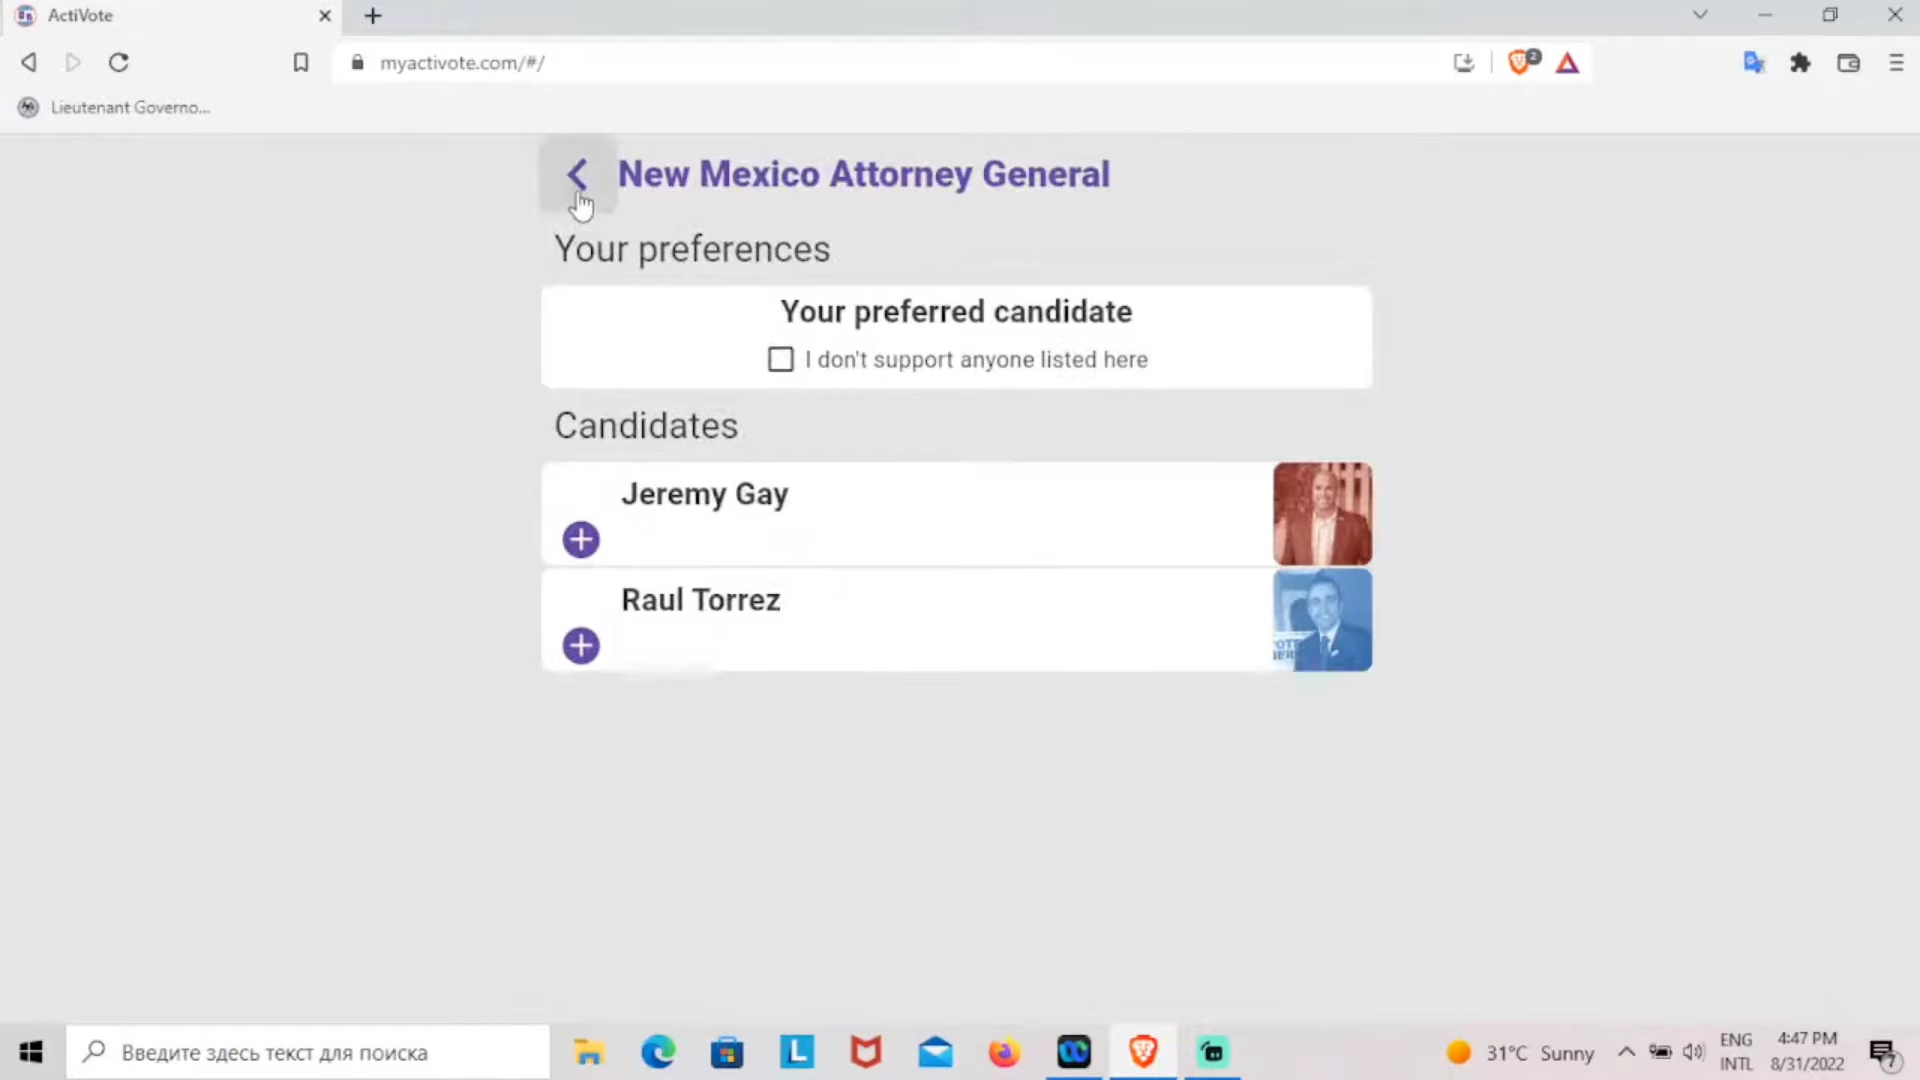 ActiVote
myactivote.com/#/
2
Lieutenant Governo...
New Mexico Attorney General
Your preferences
Your preferred candidate
I don't support anyone listed here
Candidates
Jeremy Gay
Raul Torrez
Введите здесь текст для поиска
L
31°C Sunny
ENG
INTL
4:47 PM
8/31/2022
7